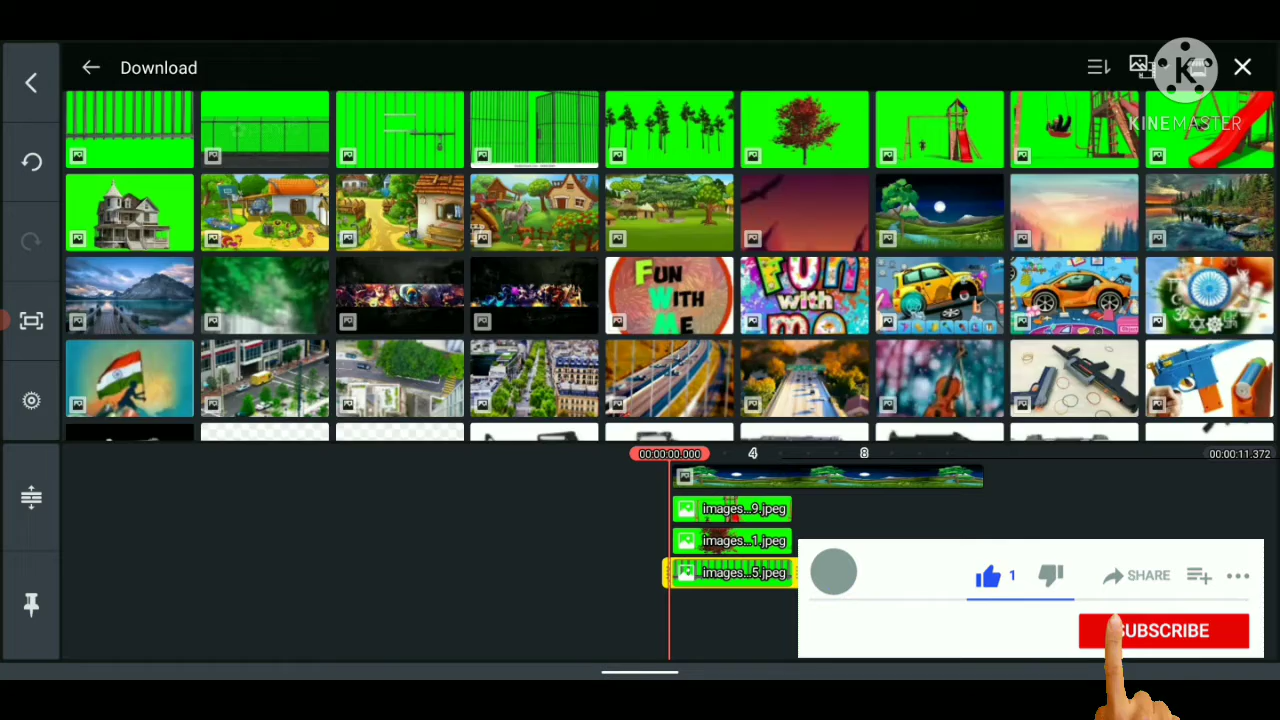 Download
K
KINEMASTER
FUN
WITH
ME
FUN
with
me
00:00:00.000
4
8
00:00:11.372
images...9.jpeg
images...1.jpeg
images...5.jpeg
1
SHARE
SUBSCRIBE